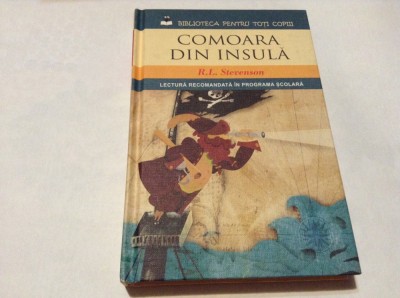 BIBLIOTECA PENTRU TOȚI COPIII
COMOARA
DIN INSULĂ
R.L. Stevenson
LECTURĂ RECOMANDATĂ ÎN PROGRAMA ȘCOLARĂ